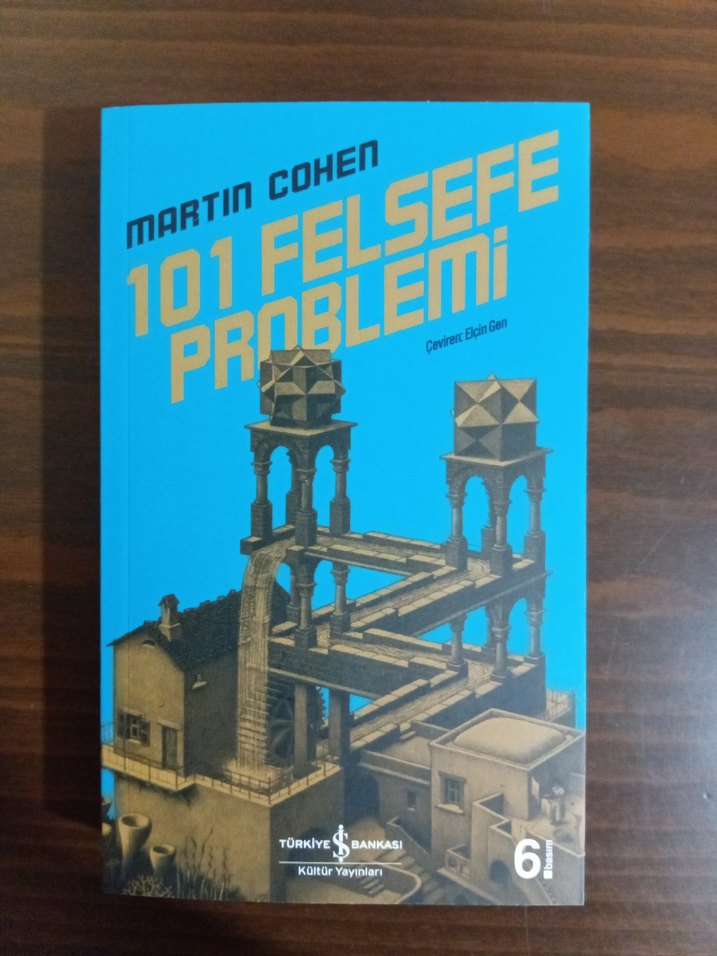 MARTIN COHEN
101 FELSEFE
PROBLEMİ
Çeviren: Elçin Gen
TÜRKİYE İŞ BANKASI
Kültür Yayınları
6.basım